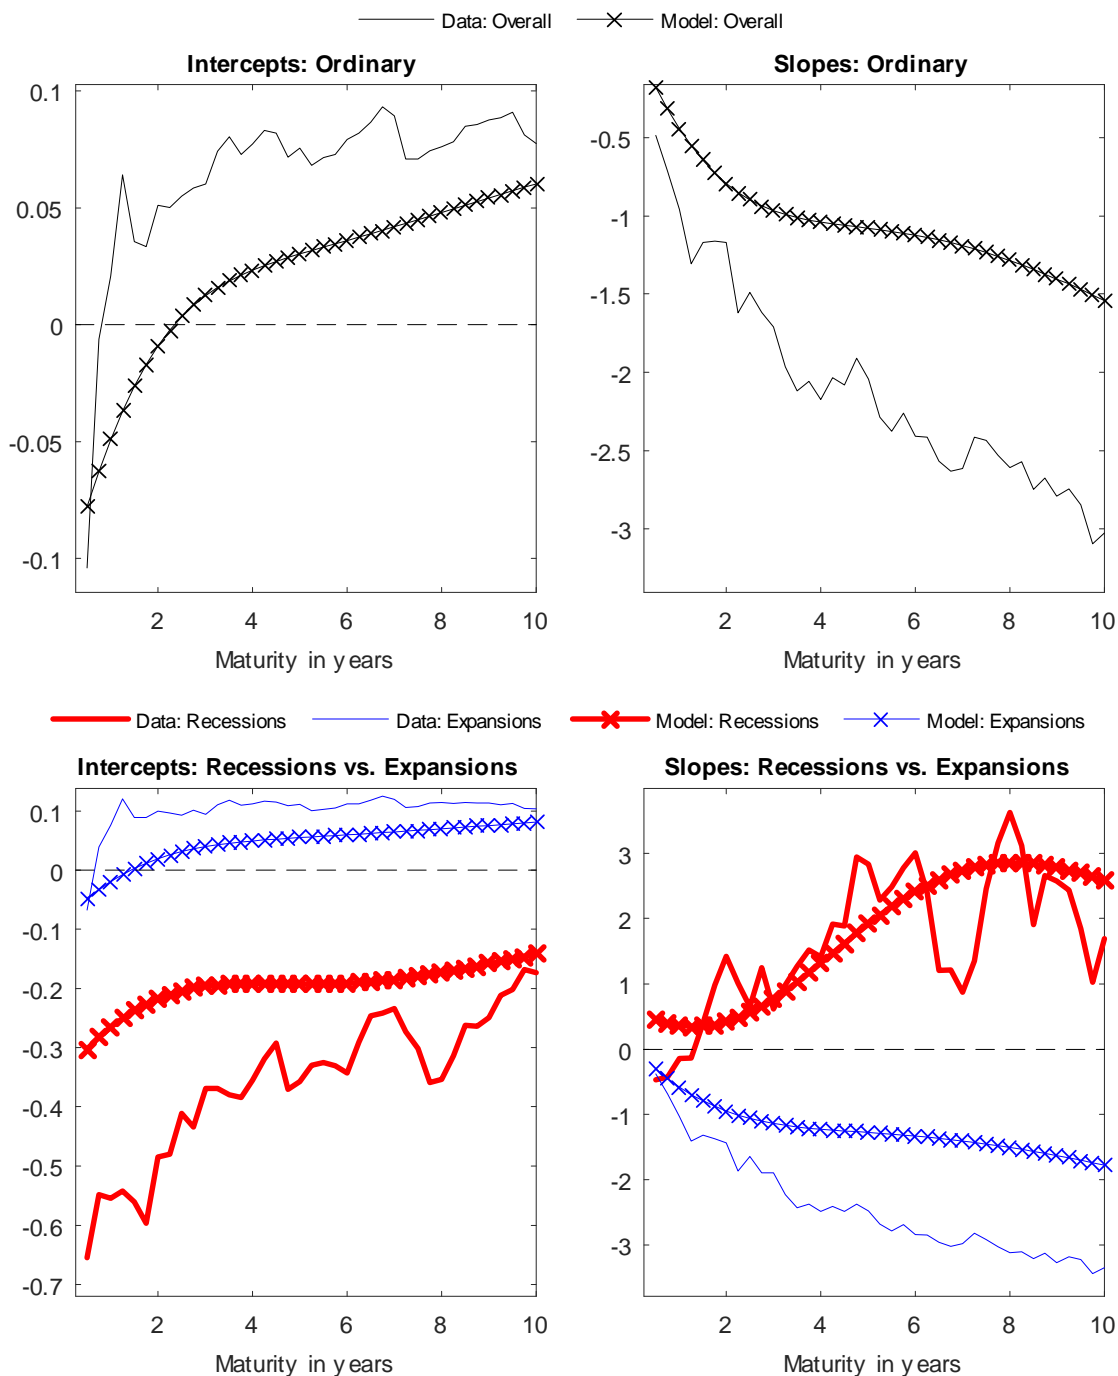 Data: Overall Model: Overall
Intercepts: Ordinary
0.1
0.05
0
-0.05
-0.1
2 4 6 8 10
Maturity in years
Slopes: Ordinary
-0.5
-1
-1.5
-2
-2.5
-3
2 4 6 8 10
Maturity in years
Data: Recessions Data: Expansions Model: Recessions Model: Expansions
Intercepts: Recessions vs. Expansions
0.1
0
-0.1
-0.2
-0.3
-0.4
-0.5
-0.6
-0.7
2 4 6 8 10
Maturity in years
Slopes: Recessions vs. Expansions
3
2
1
0
-1
-2
-3
2 4 6 8 10
Maturity in years